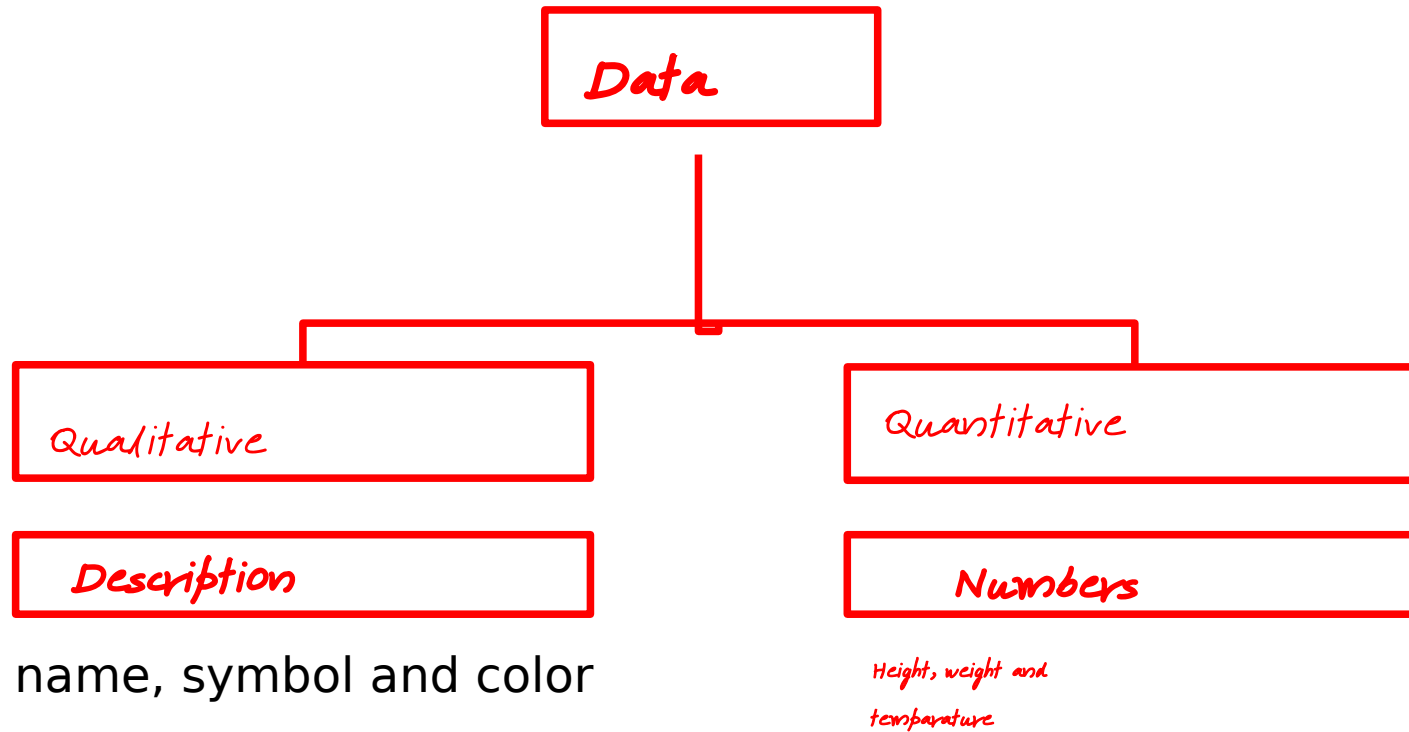 Data
Qualitative
Quantitative
Description
Numbers
name, symbol and color
Height, weight and
temparature